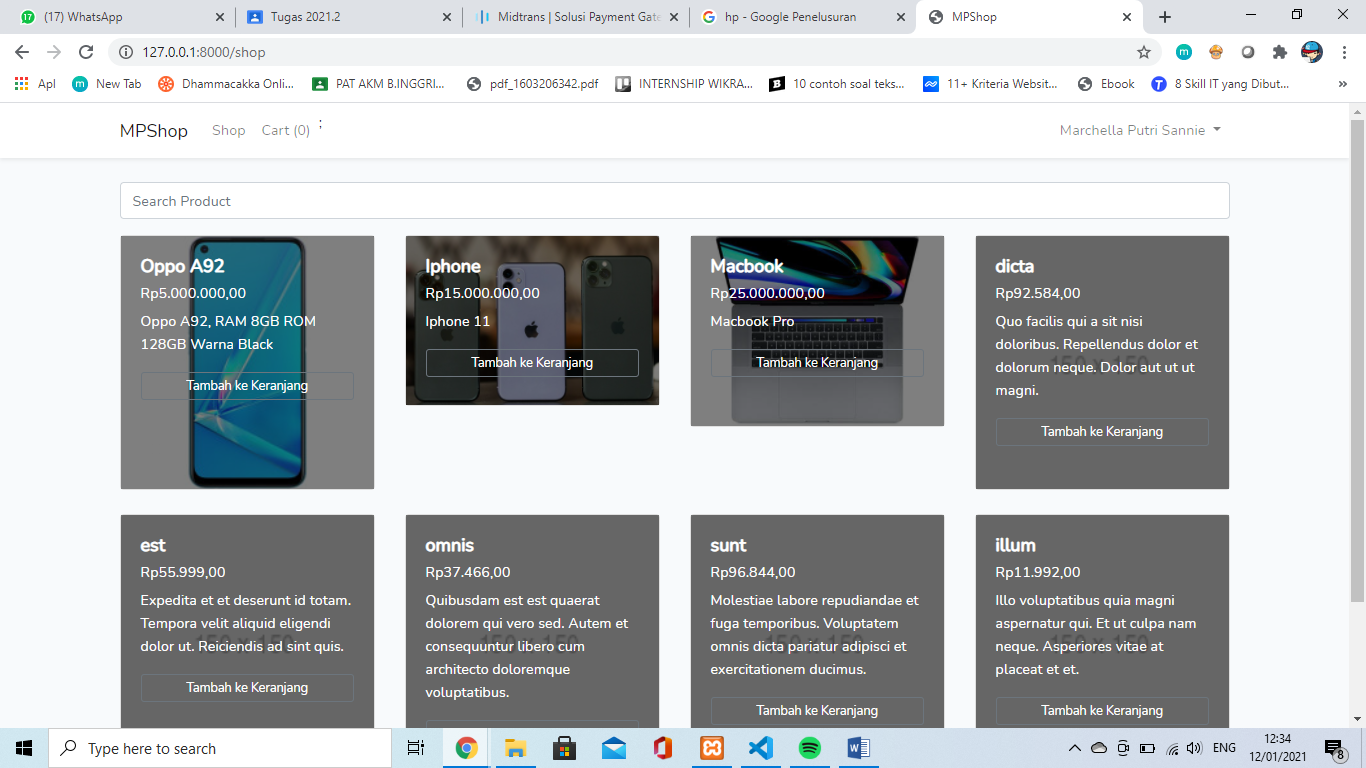 (17) WhatsApp
Tugas 2021.2
Midtrans | Solusi Payment Gate
hp - Google Penelusuran
MPShop
127.0.0.1:8000/shop
Apl
New Tab
Dhammacakka Onli...
PAT AKM B.INGGRI...
pdf_1603206342.pdf
INTERNSHIP WIKRA...
10 contoh soal teks...
11+ Kriteria Websit...
Ebook
8 Skill IT yang Dibut...
»
MPShop
Shop
Cart (0)
;
Marchella Putri Sannie
Search Product
Oppo A92
Rp5.000.000,00
Oppo A92, RAM 8GB ROM
128GB Warna Black
Tambah ke Keranjang
Iphone
Rp15.000.000,00
Iphone 11
Tambah ke Keranjang
Macbook
Rp25.000.000,00
Macbook Pro
Tambah ke Keranjang
dicta
Rp92.584,00
Quo facilis qui a sit nisi
doloribus. Repellendus dolor et
dolorum neque. Dolor aut ut ut
magni.
150 x 150
Tambah ke Keranjang
est
Rp55.999,00
Expedita et et deserunt id totam.
Tempora velit aliquid eligendi
dolor ut. Reiciendis ad sint quis.
150 x 150
Tambah ke Keranjang
omnis
Rp37.466,00
Quibusdam est est quaerat
dolorem qui vero sed. Autem et
consequuntur libero cum
architecto doloremque
voluptatibus.
150 x 150
sunt
Rp96.844,00
Molestiae labore repudiandae et
fuga temporibus. Voluptatem
omnis dicta pariatur adipisci et
exercitationem ducimus.
150 x 150
Tambah ke Keranjang
illum
Rp11.992,00
Illo voluptatibus quia magni
aspernatur qui. Et ut culpa nam
neque. Asperiores vitae at
placeat et et.
150 x 150
Tambah ke Keranjang
Type here to search
ENG
12:34
12/01/2021
8